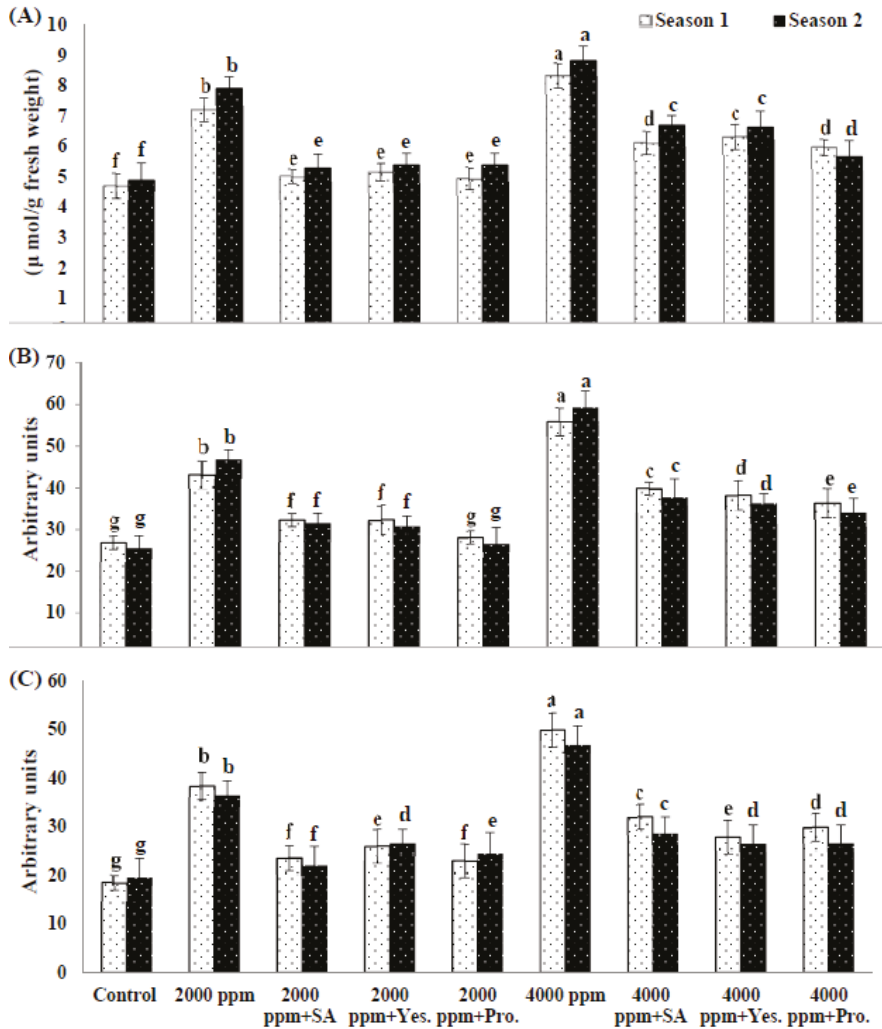 (A)
Season 1 Season 2
(µ mol/g fresh weight)
10
9
8
7
6
5
4
3
2
1
f f b b e e e e e e a a d c c c d d
(B)
Arbitrary units
70
60
50
40
30
20
10
g g b b f f f f g g a a c c d d e e
(C)
Arbitrary units
60
50
40
30
20
10
0
g g b b f f e d f e a a c c e d d d
Control 2000 ppm 2000 2000 2000 4000 ppm 4000 4000 4000
ppm+SA ppm+Yes. ppm+Pro. ppm+SA ppm+Yes. ppm+Pro.